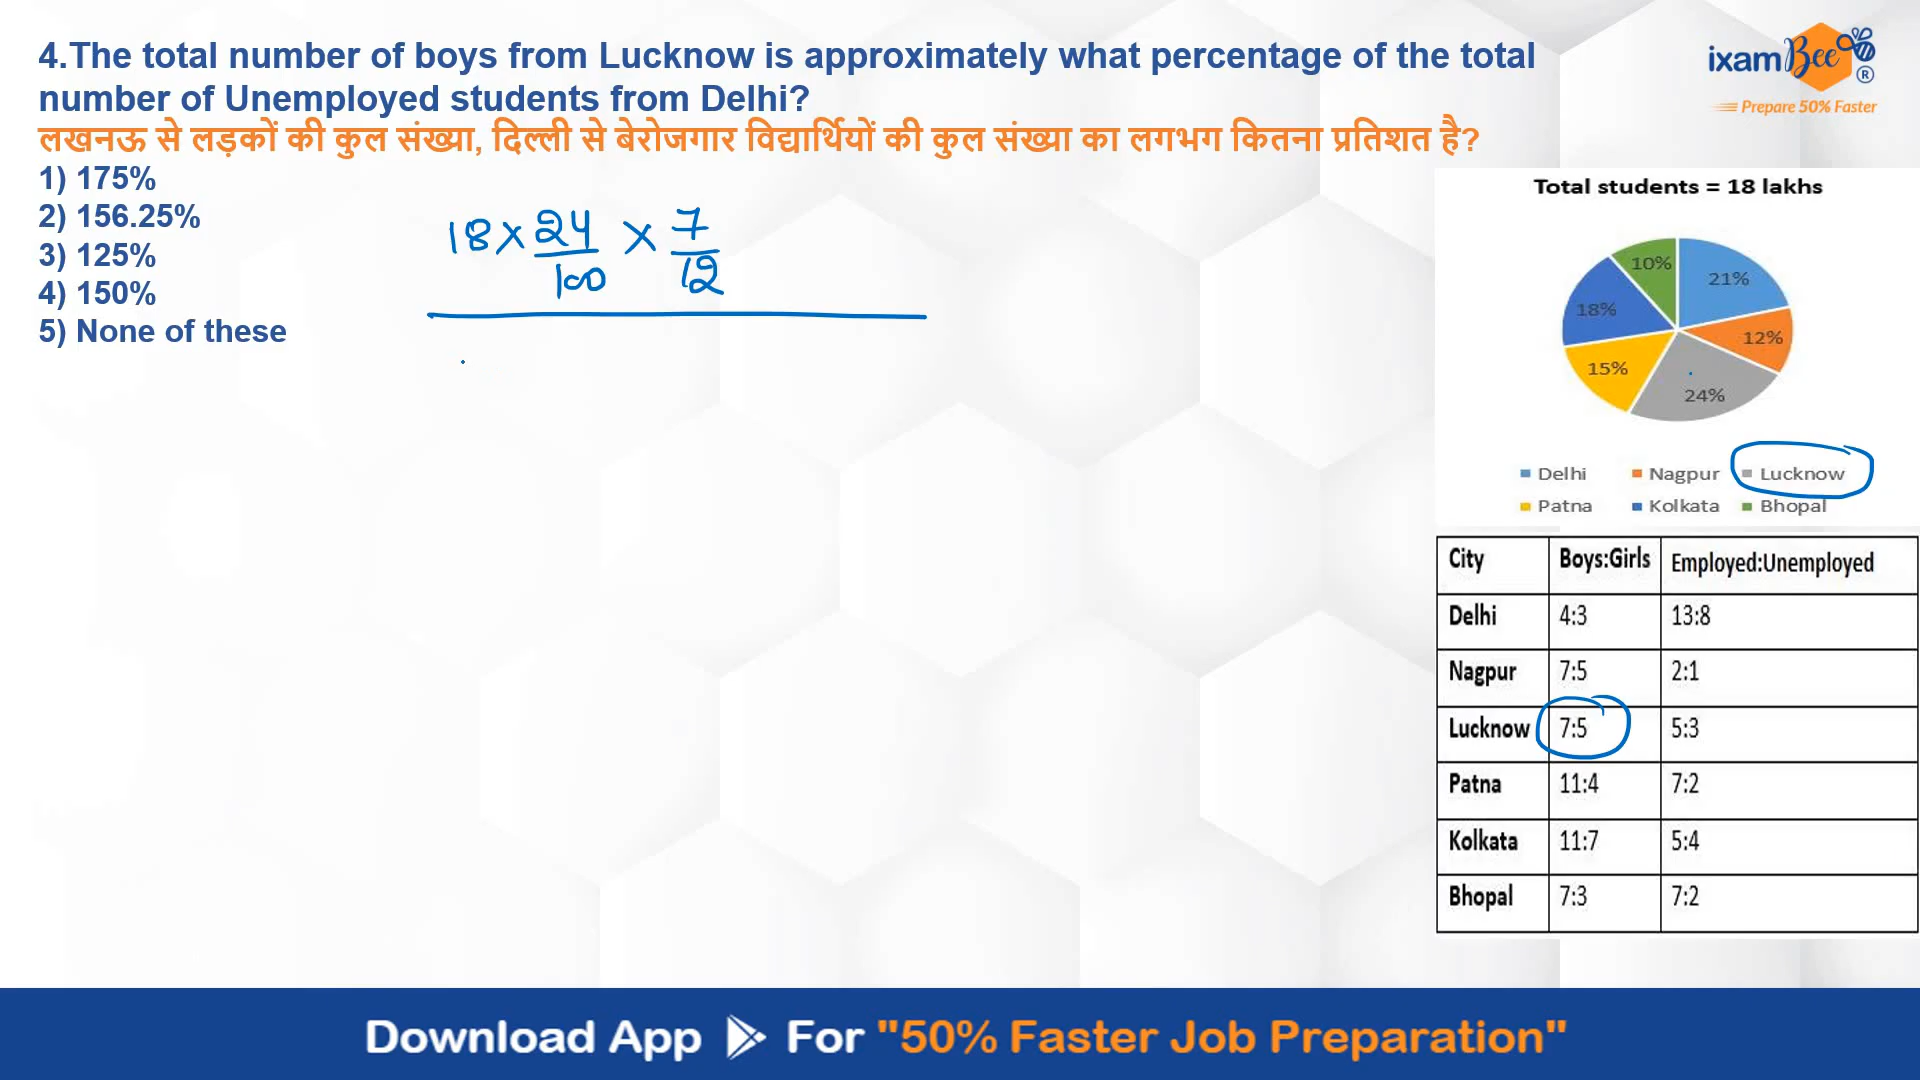 4.The total number of boys from Lucknow is approximately what percentage of the total
number of Unemployed students from Delhi?
लखनऊ से लड़कों की कुल संख्या, दिल्ली से बेरोजगार विद्यार्थियों की कुल संख्या का लगभग कितना प्रतिशत है?
1) 175%
2) 156.25%
3) 125%
4) 150%
5) None of these
18 × 24/100 × 7/12
ixamBee®
Prepare 50% Faster
Total students = 18 lakhs
10% 21%
18% 12%
15% 24%
Delhi Nagpur Lucknow
Patna Kolkata Bhopal
City Boys:Girls Employed:Unemployed
Delhi 4:3 13:8
Nagpur 7:5 2:1
Lucknow 7:5 5:3
Patna 11:4 7:2
Kolkata 11:7 5:4
Bhopal 7:3 7:2
Download App For "50% Faster Job Preparation"